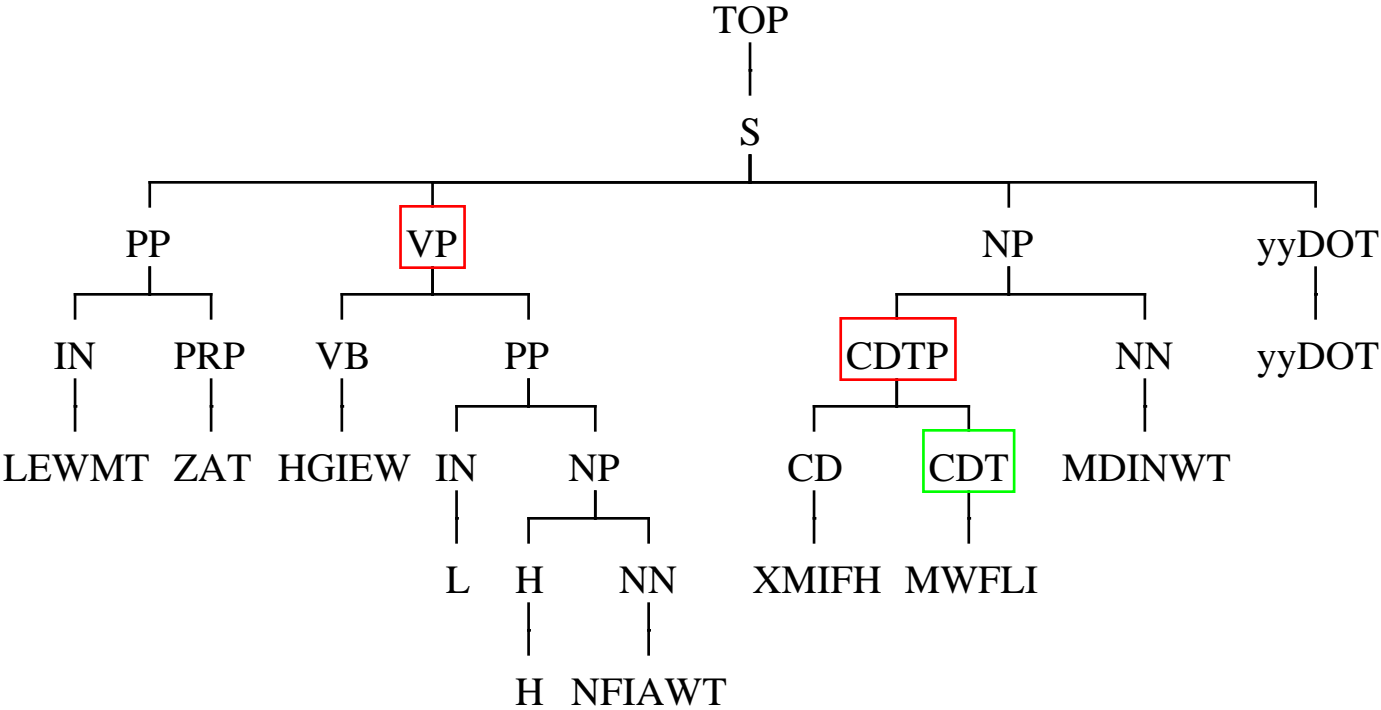 TOP
S
PP VP NP yyDOT
IN PRP VB PP CDTP NN yyDOT
LEWMT ZAT HGIEW IN NP CD CDT MDINWT
L H NN XMIFH MWFLI
H NFIAWT